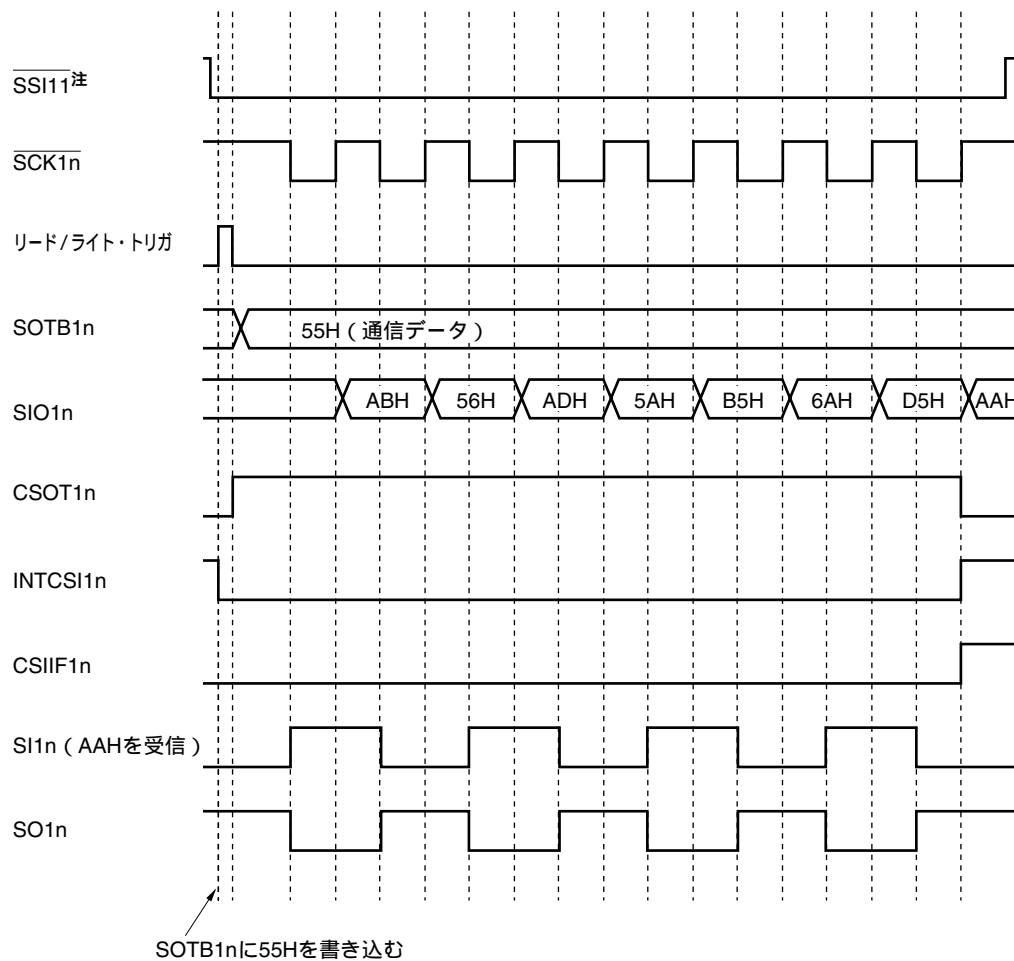 SSI11注
SCK1n
リード/ライト・トリガ
SOTB1n
55H（通信データ）
SIO1n
ABH 56H ADH 5AH B5H 6AH D5H AAH
CSOT1n
INTCSI1n
CSIIF1n
SI1n（AAHを受信）
SO1n
SOTB1nに55Hを書き込む